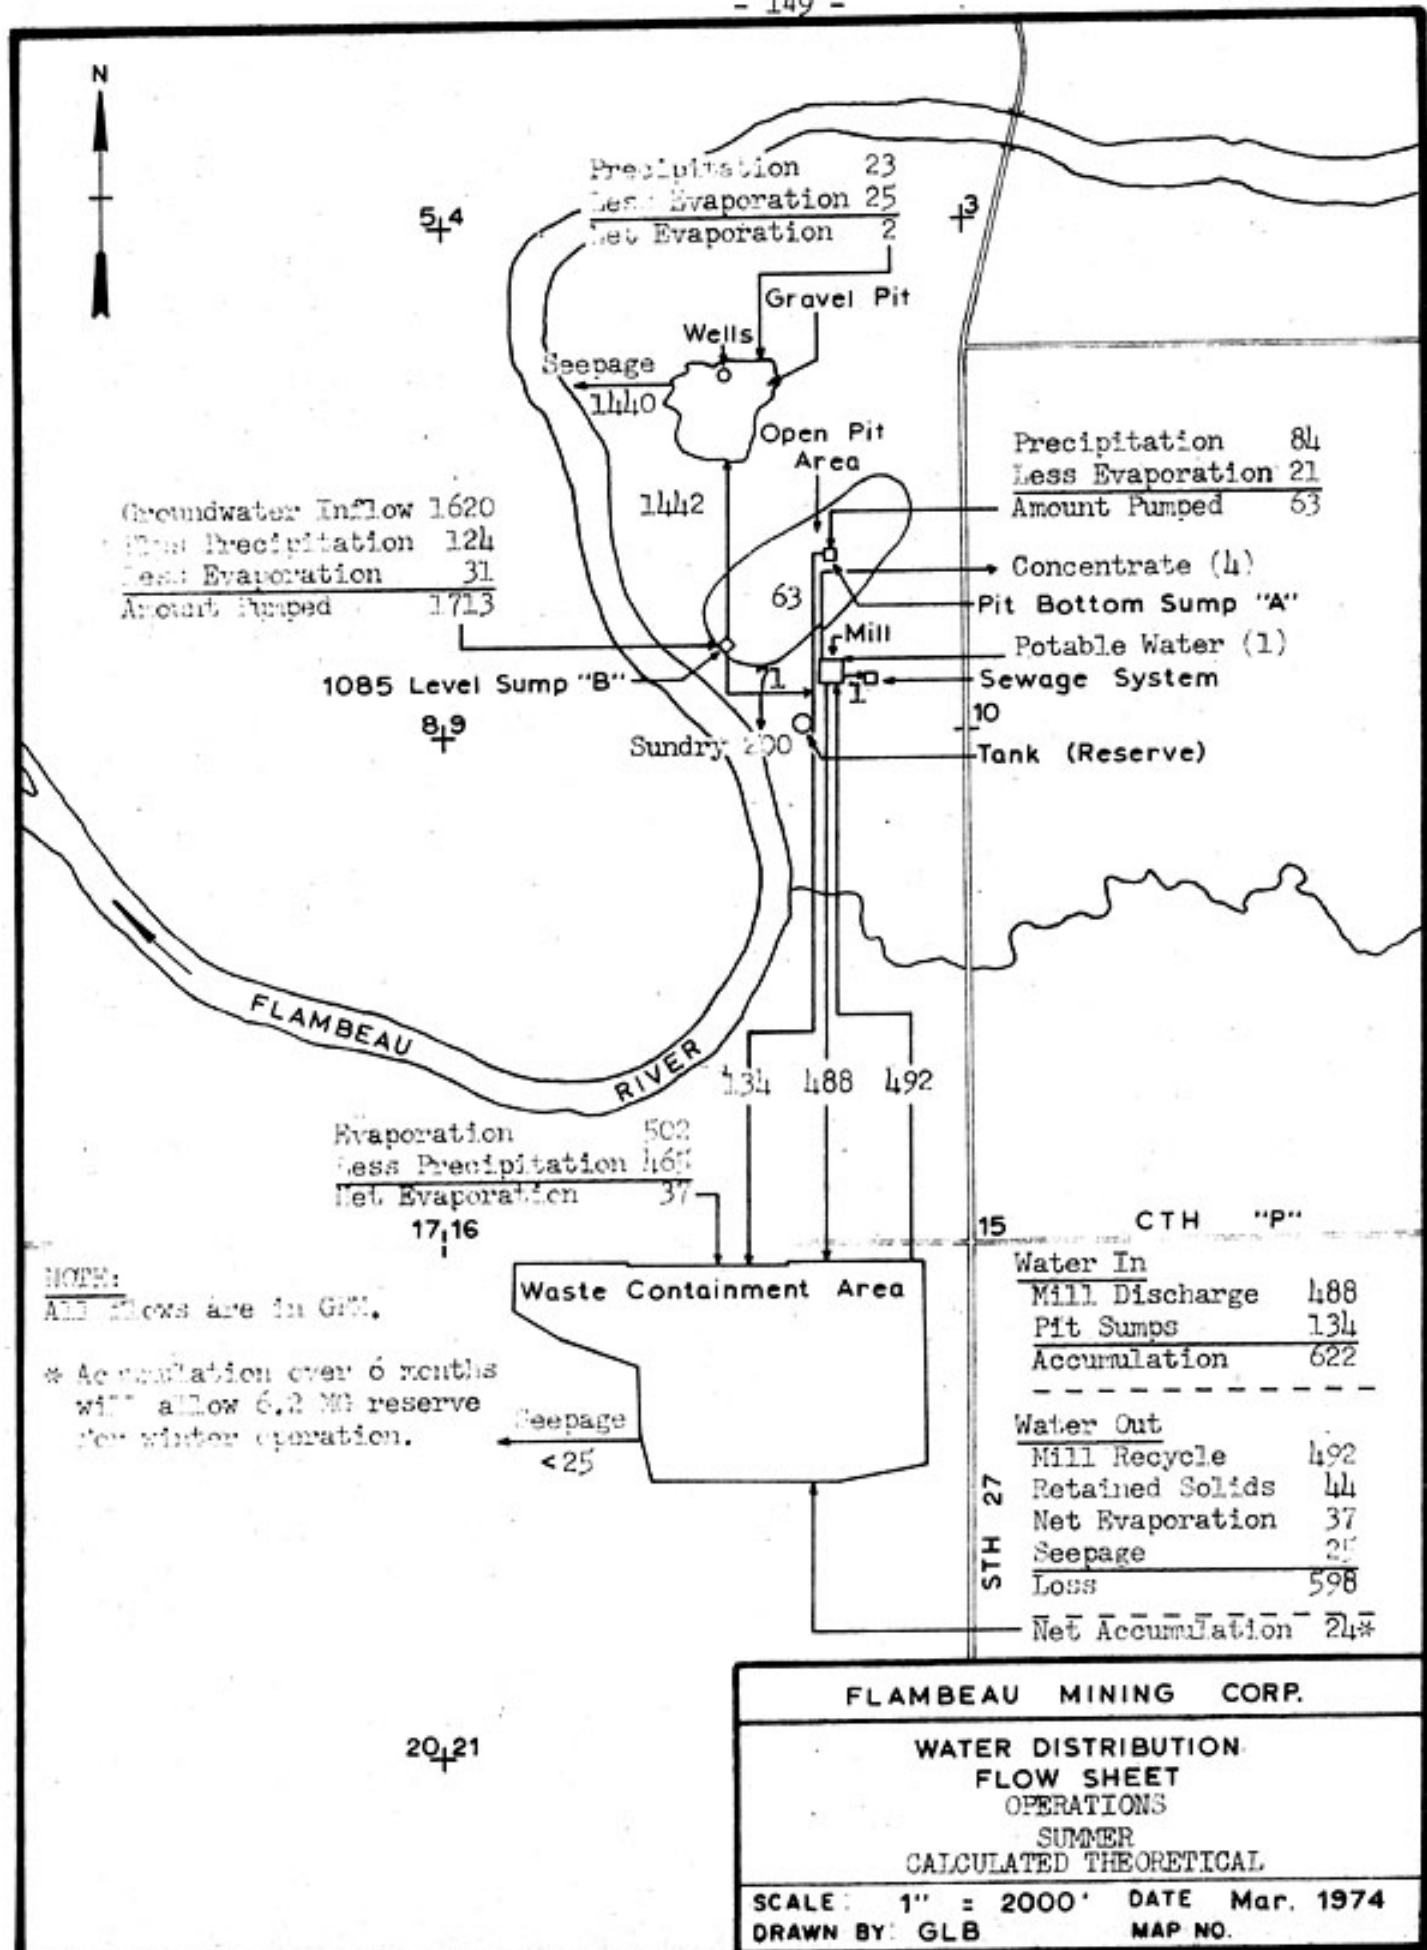 - 149 -
N
Precipitation 23
Less Evaporation 25
Net Evaporation 2
5 4
3
Gravel Pit
Wells
Seepage
1440
Open Pit
Area
Precipitation 84
Less Evaporation 21
Amount Pumped 63
1442
Groundwater Inflow 1620
Plus Precipitation 124
Less Evaporation 31
Amount Pumped 1713
Concentrate (4)
63
Pit Bottom Sump "A"
Mill
Potable Water (1)
1085 Level Sump "B"
71
1
Sewage System
8 9
10
Sundry 200
Tank (Reserve)
FLAMBEAU
RIVER
134 488 492
Evaporation 502
Less Precipitation 465
Net Evaporation 37
17 16
15
CTH "P"
NOTE:
All flows are in GPM.
* Accumulation over 6 months
will allow 6.2 MG reserve
for winter operation.
Waste Containment Area
Seepage
<25
Water In
Mill Discharge 488
Pit Sumps 134
Accumulation 622
Water Out
Mill Recycle 492
Retained Solids 44
Net Evaporation 37
Seepage 25
Loss 598
Net Accumulation 24*
STH 27
20 21
FLAMBEAU MINING CORP.
WATER DISTRIBUTION
FLOW SHEET
OPERATIONS
SUMMER
CALCULATED THEORETICAL
SCALE: 1" = 2000' DATE Mar. 1974
DRAWN BY: GLB MAP NO.